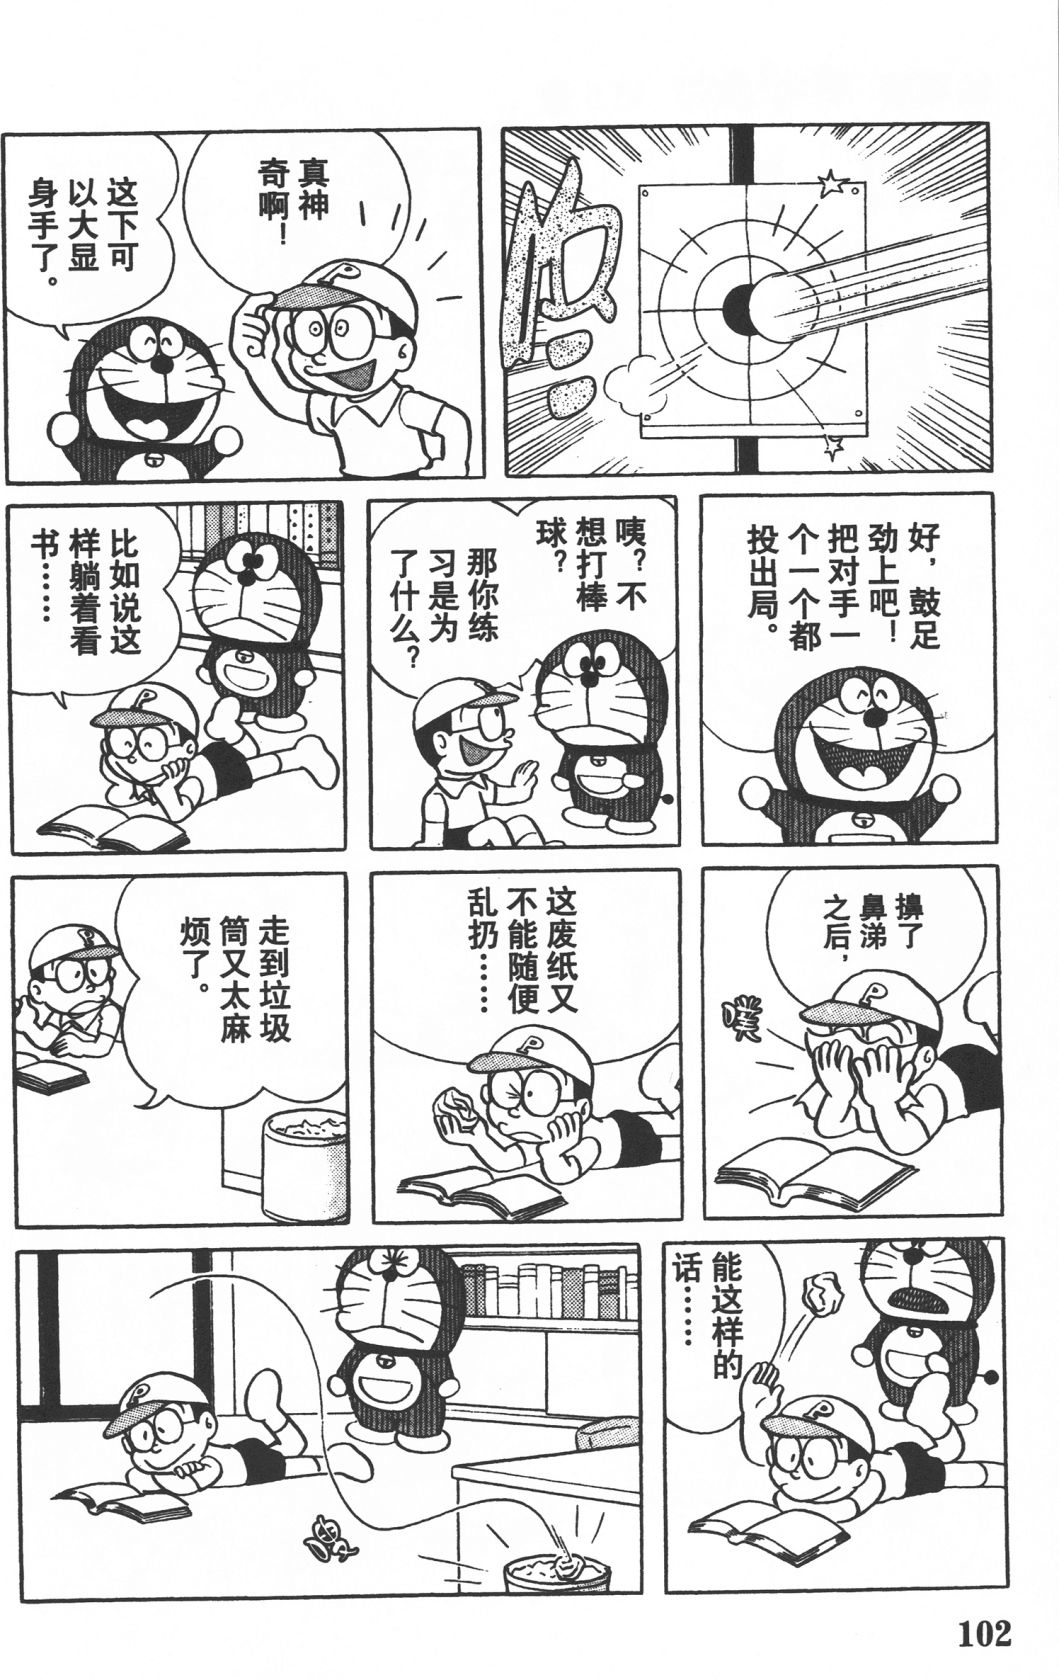 真神
奇啊！
这下可
以大显
身手了。
好，鼓足
劲上吧！
把对手一
个一个都
投出局。
咦？不
想打棒
球？
那你练
习是为
了什么？
比如说这
样躺着看
书……
擤了
鼻涕
之后，
噗
这废纸又
不能随便
乱扔……
走到垃圾
筒又太麻
烦了。
能这样的
话……
102